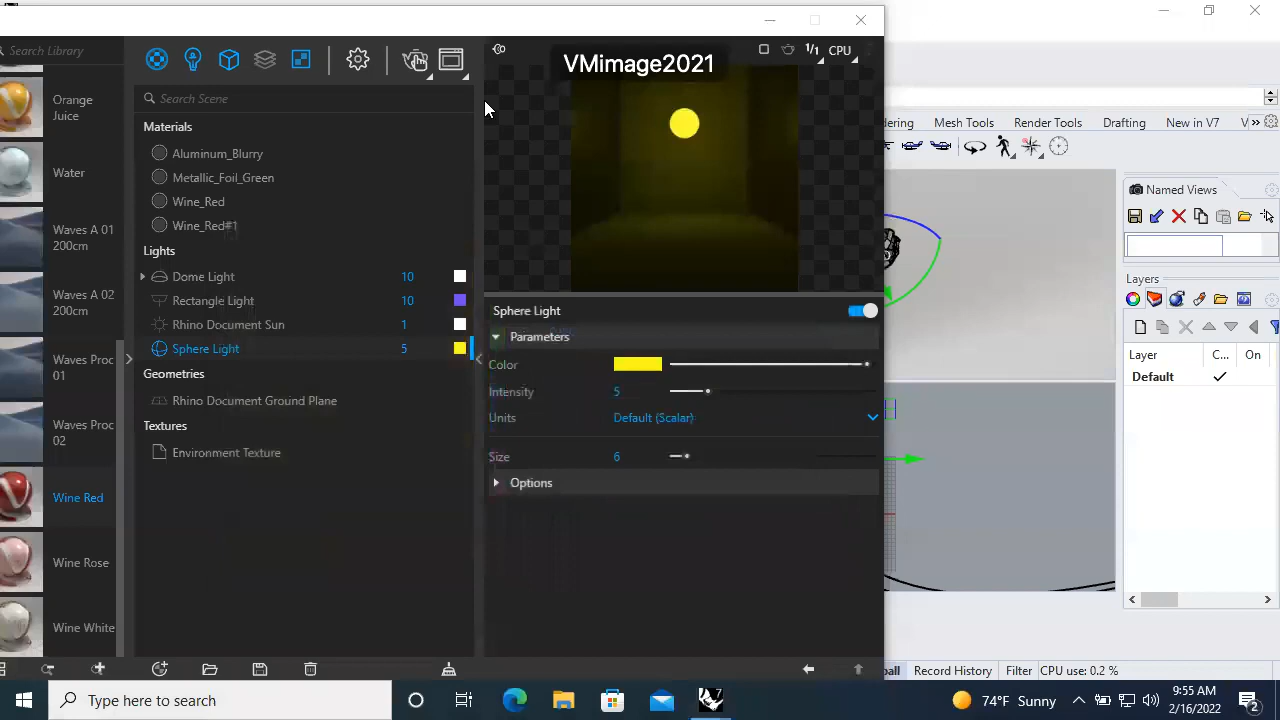 Search Library
Orange
Juice
Water
Waves A 01
200cm
Waves A 02
200cm
Waves Proc
01
Waves Proc
02
Wine Red
Wine Rose
Wine White
Search Scene
Materials
Aluminum_Blurry
Metallic_Foil_Green
Wine_Red
Wine_Red#1
Lights
Dome Light 10
Rectangle Light 10
Rhino Document Sun 1
Sphere Light 5
Geometries
Rhino Document Ground Plane
Textures
Environment Texture
VMimage2021
1/1 CPU
Sphere Light
Parameters
Color
Intensity 5
Units Default (Scalar)
Size 6
Options
dering Mesh Tools Render Tools Drafting New in V7 »
Named Views
Layers
Layer C... On
Default
all Record History Filter CPU use: 0.2 %
Type here to search
74°F Sunny
9:55 AM
2/16/2022
2